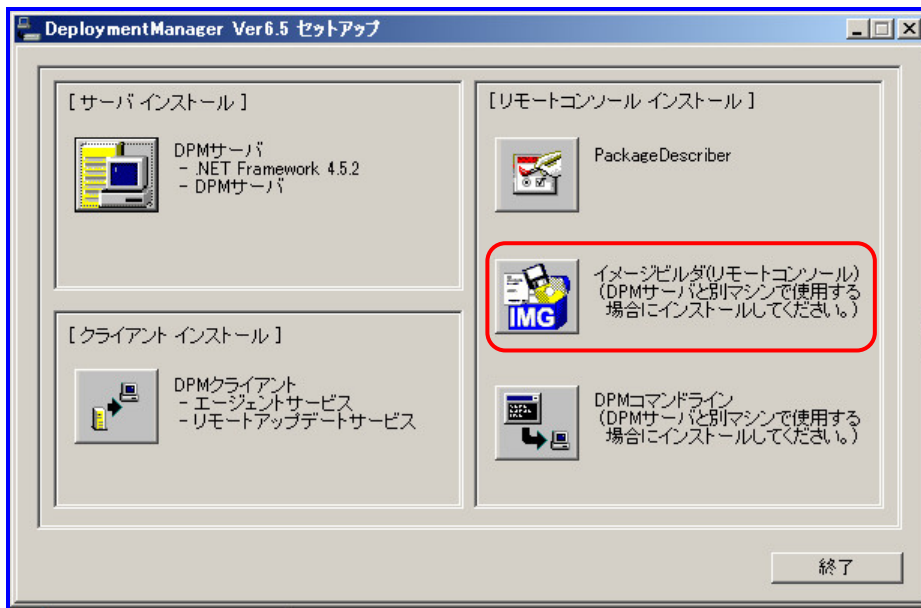 DeploymentManager Ver6.5 セットアップ
[サーバ インストール]
DPMサーバ
- .NET Framework 4.5.2
- DPMサーバ
[クライアント インストール]
DPMクライアント
- エージェントサービス
- リモートアップデートサービス
[リモートコンソール インストール]
PackageDescriber
IMG
イメージビルダ(リモートコンソール)
(DPMサーバと別マシンで使用する
場合にインストールしてください。)
DPMコマンドライン
(DPMサーバと別マシンで使用する
場合にインストールしてください。)
終了